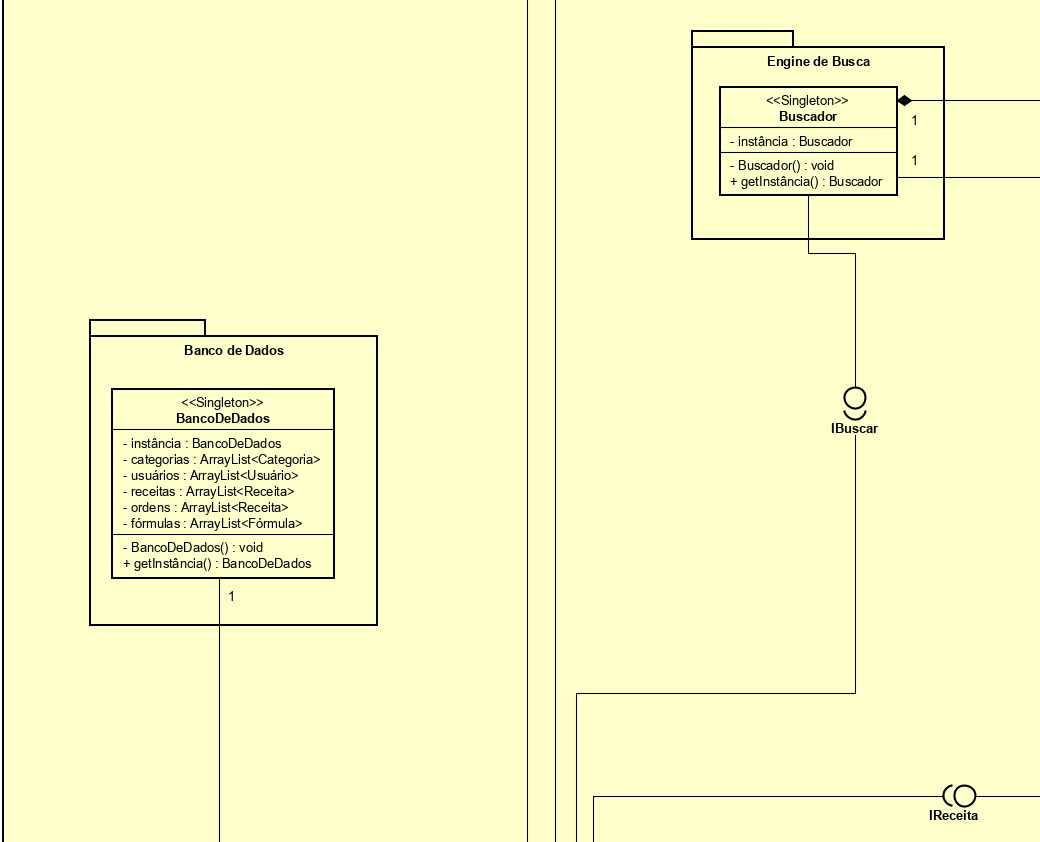 Engine de Busca
<<Singleton>>
Buscador
- instância : Buscador
- Buscador() : void
+ getInstância() : Buscador
1
1
IBuscar
Banco de Dados
<<Singleton>>
BancoDeDados
- instância : BancoDeDados
- categorias : ArrayList<Categoria>
- usuários : ArrayList<Usuário>
- receitas : ArrayList<Receita>
- ordens : ArrayList<Receita>
- fórmulas : ArrayList<Fórmula>
- BancoDeDados() : void
+ getInstância() : BancoDeDados
1
IReceita